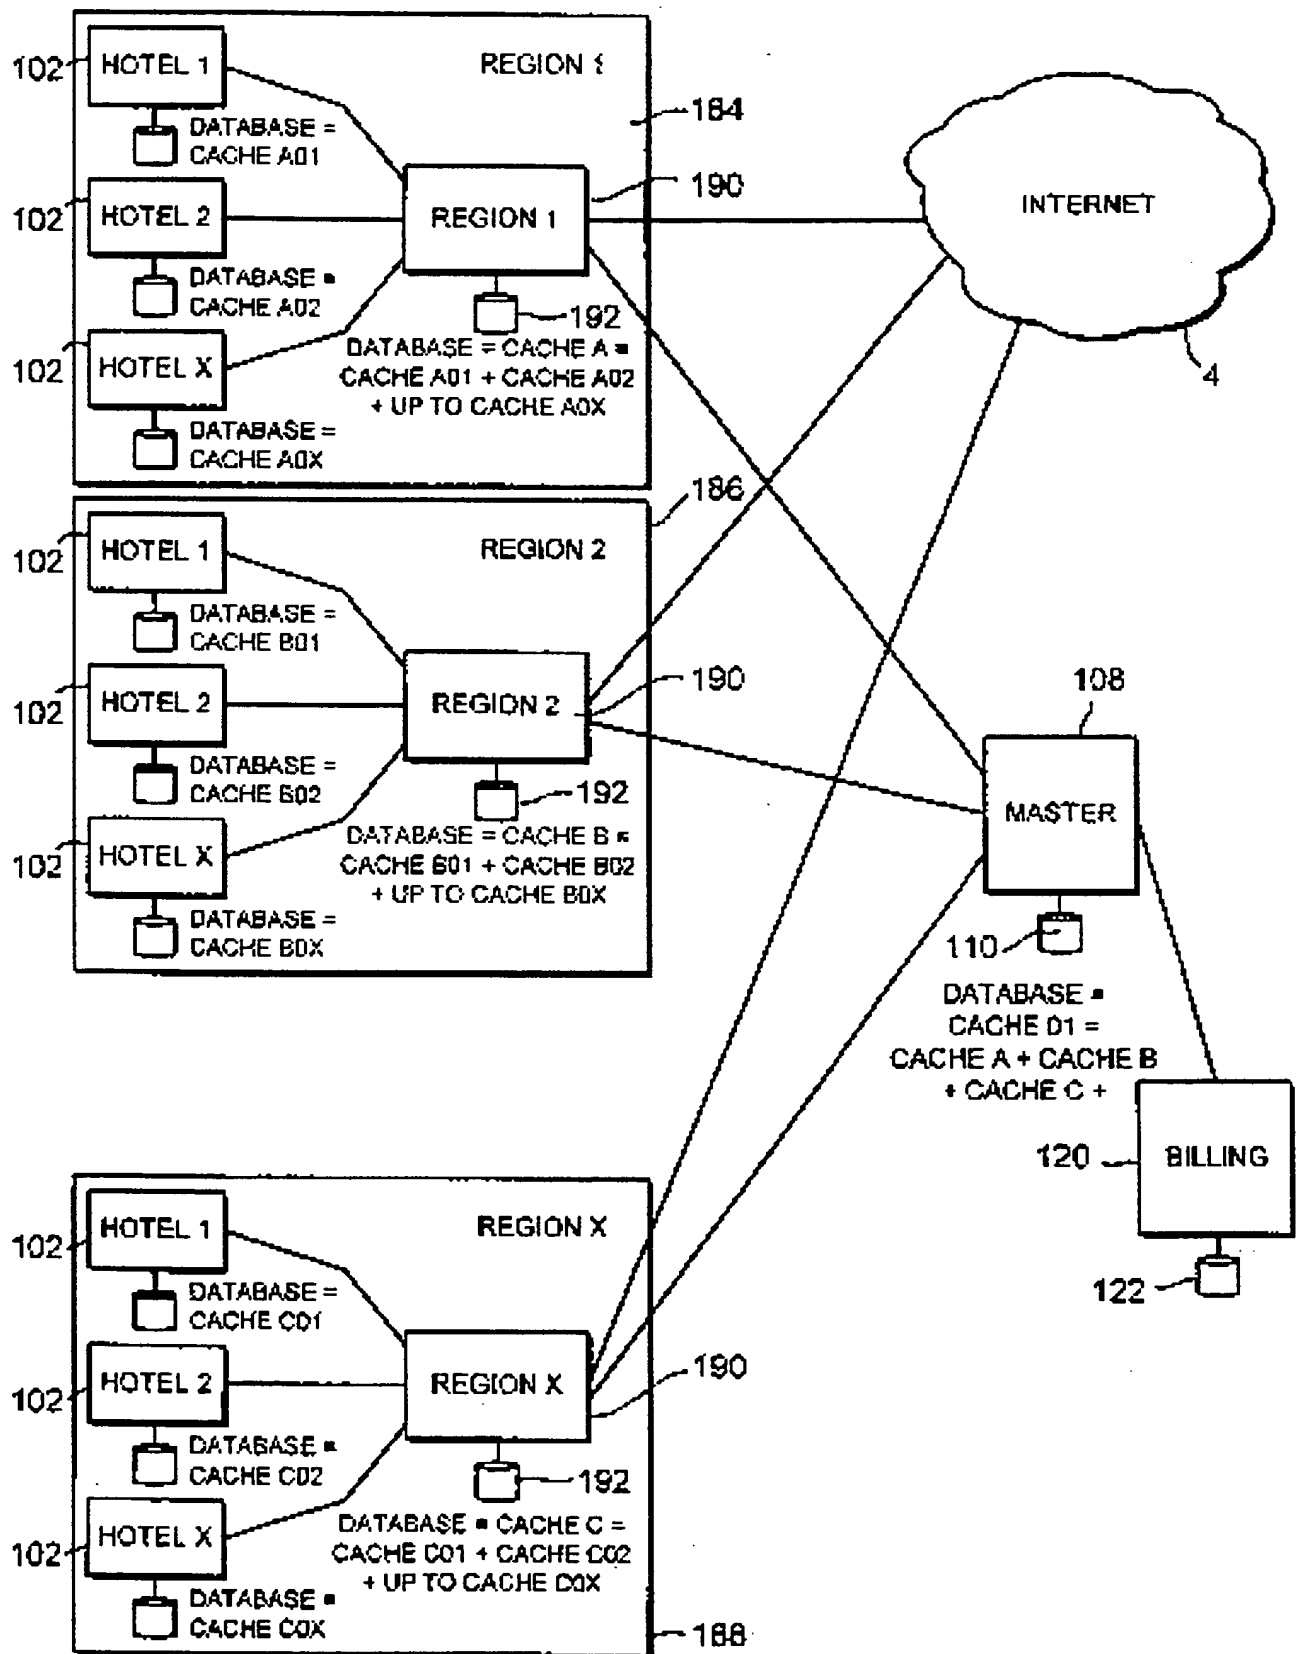 102
HOTEL 1
REGION 1
DATABASE =
CACHE A01
184
102
HOTEL 2
REGION 1
190
INTERNET
DATABASE =
CACHE A02
192
102
HOTEL X
DATABASE = CACHE A =
CACHE A01 + CACHE A02
+ UP TO CACHE A0X
4
DATABASE =
CACHE A0X
186
102
HOTEL 1
REGION 2
DATABASE =
CACHE B01
102
HOTEL 2
REGION 2
190
108
DATABASE =
CACHE B02
192
MASTER
102
HOTEL X
DATABASE = CACHE B =
CACHE B01 + CACHE B02
+ UP TO CACHE B0X
DATABASE =
CACHE B0X
110
DATABASE =
CACHE D1 =
CACHE A + CACHE B
+ CACHE C +
120
BILLING
122
102
HOTEL 1
REGION X
DATABASE =
CACHE C01
102
HOTEL 2
REGION X
190
DATABASE =
CACHE C02
192
102
HOTEL X
DATABASE = CACHE C =
CACHE C01 + CACHE C02
+ UP TO CACHE C0X
DATABASE =
CACHE C0X
188